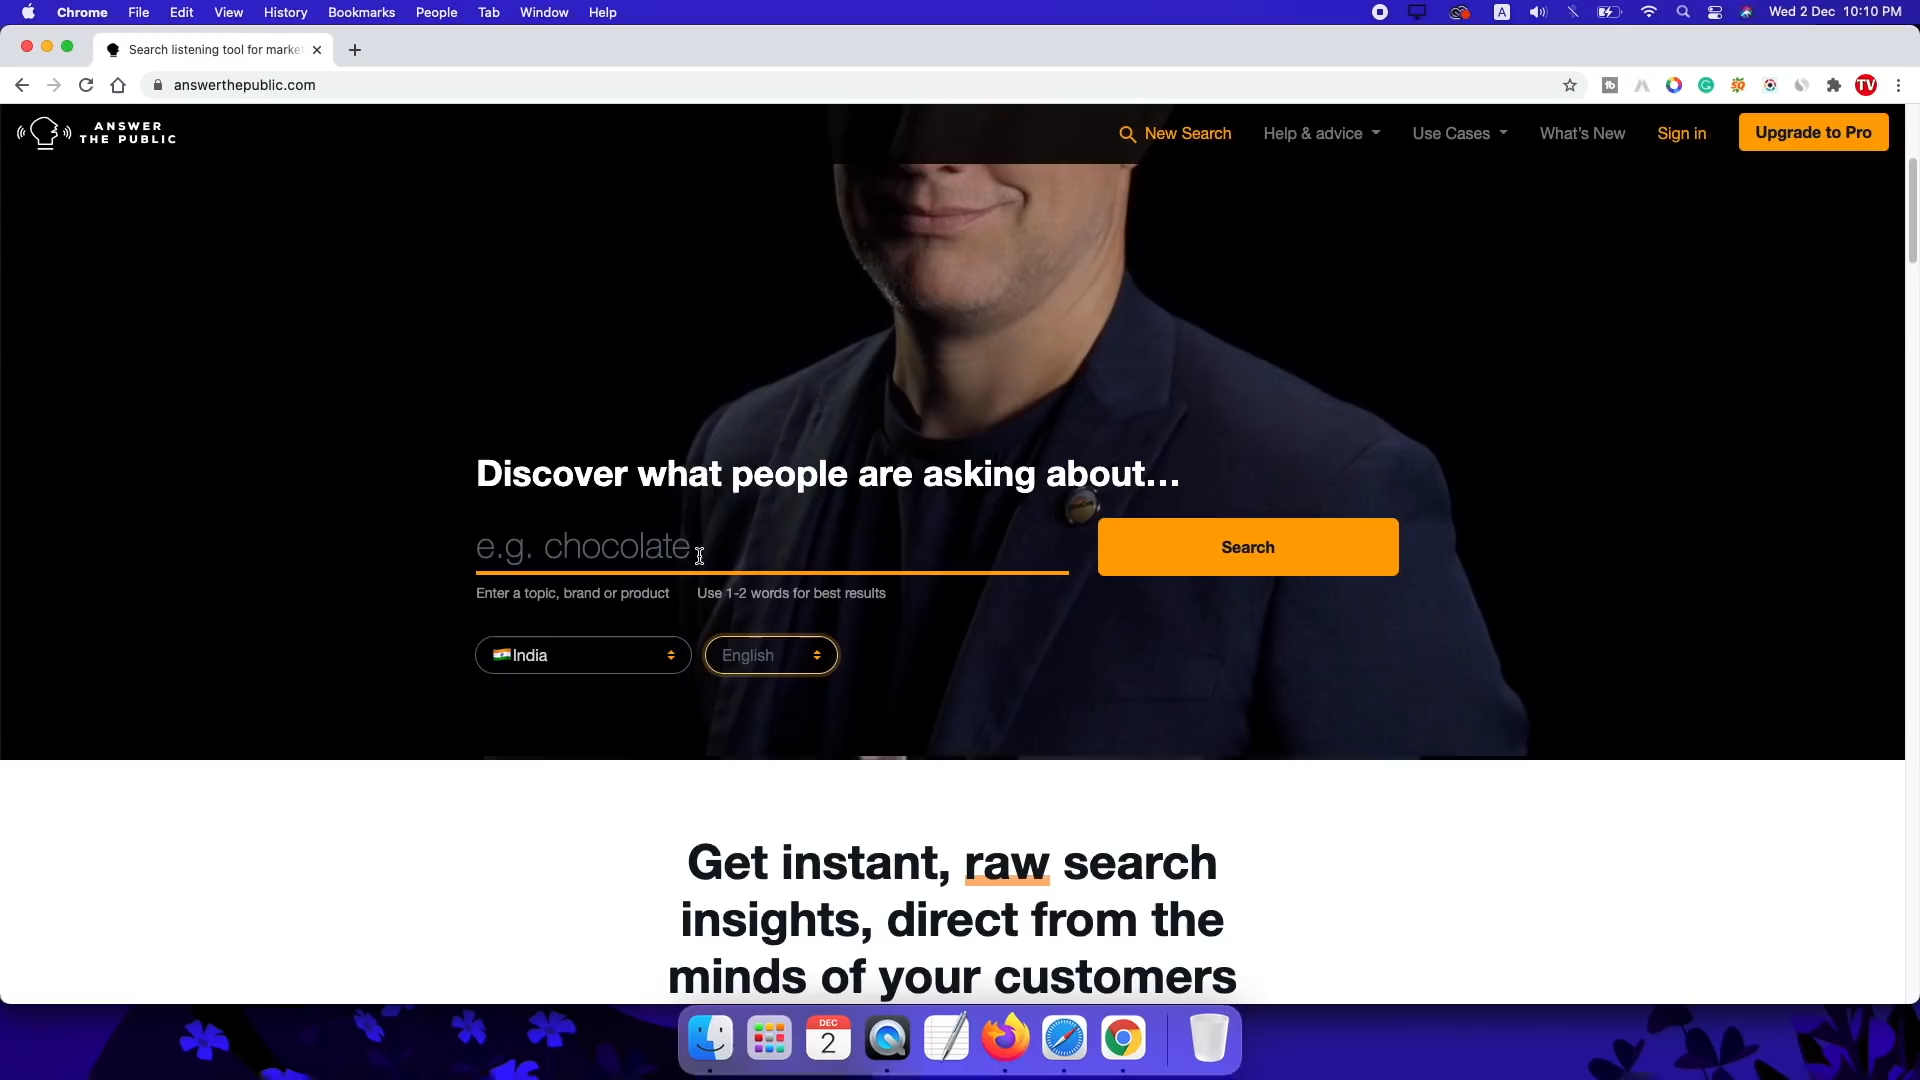 Chrome File Edit View History Bookmarks People Tab Window Help
A
Wed 2 Dec 10:10 PM
Search listening tool for marke
answerthepublic.com
TV
ANSWER
THE PUBLIC
New Search
Help & advice
Use Cases
What's New
Sign in
Upgrade to Pro
Discover what people are asking about...
e.g. chocolate
Search
Enter a topic, brand or product
Use 1-2 words for best results
India
English
Get instant, raw search
insights, direct from the
minds of your customers
DEC
2